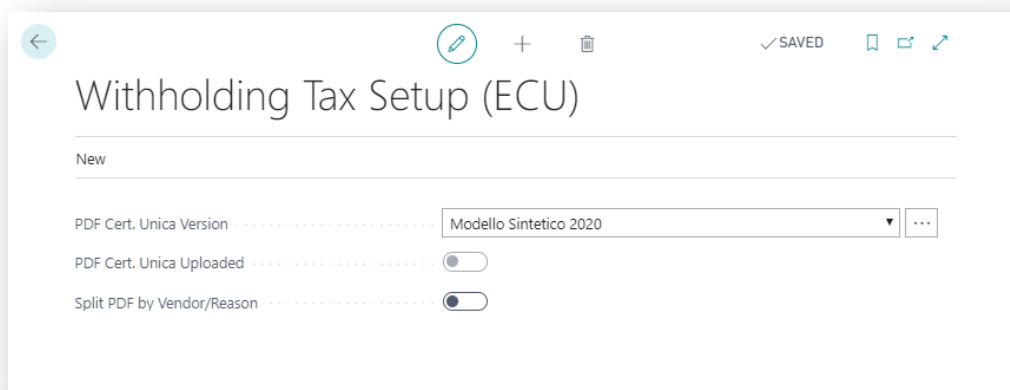 SAVED
Withholding Tax Setup (ECU)
New
PDF Cert. Unica Version Modello Sintetico 2020
PDF Cert. Unica Uploaded
Split PDF by Vendor/Reason